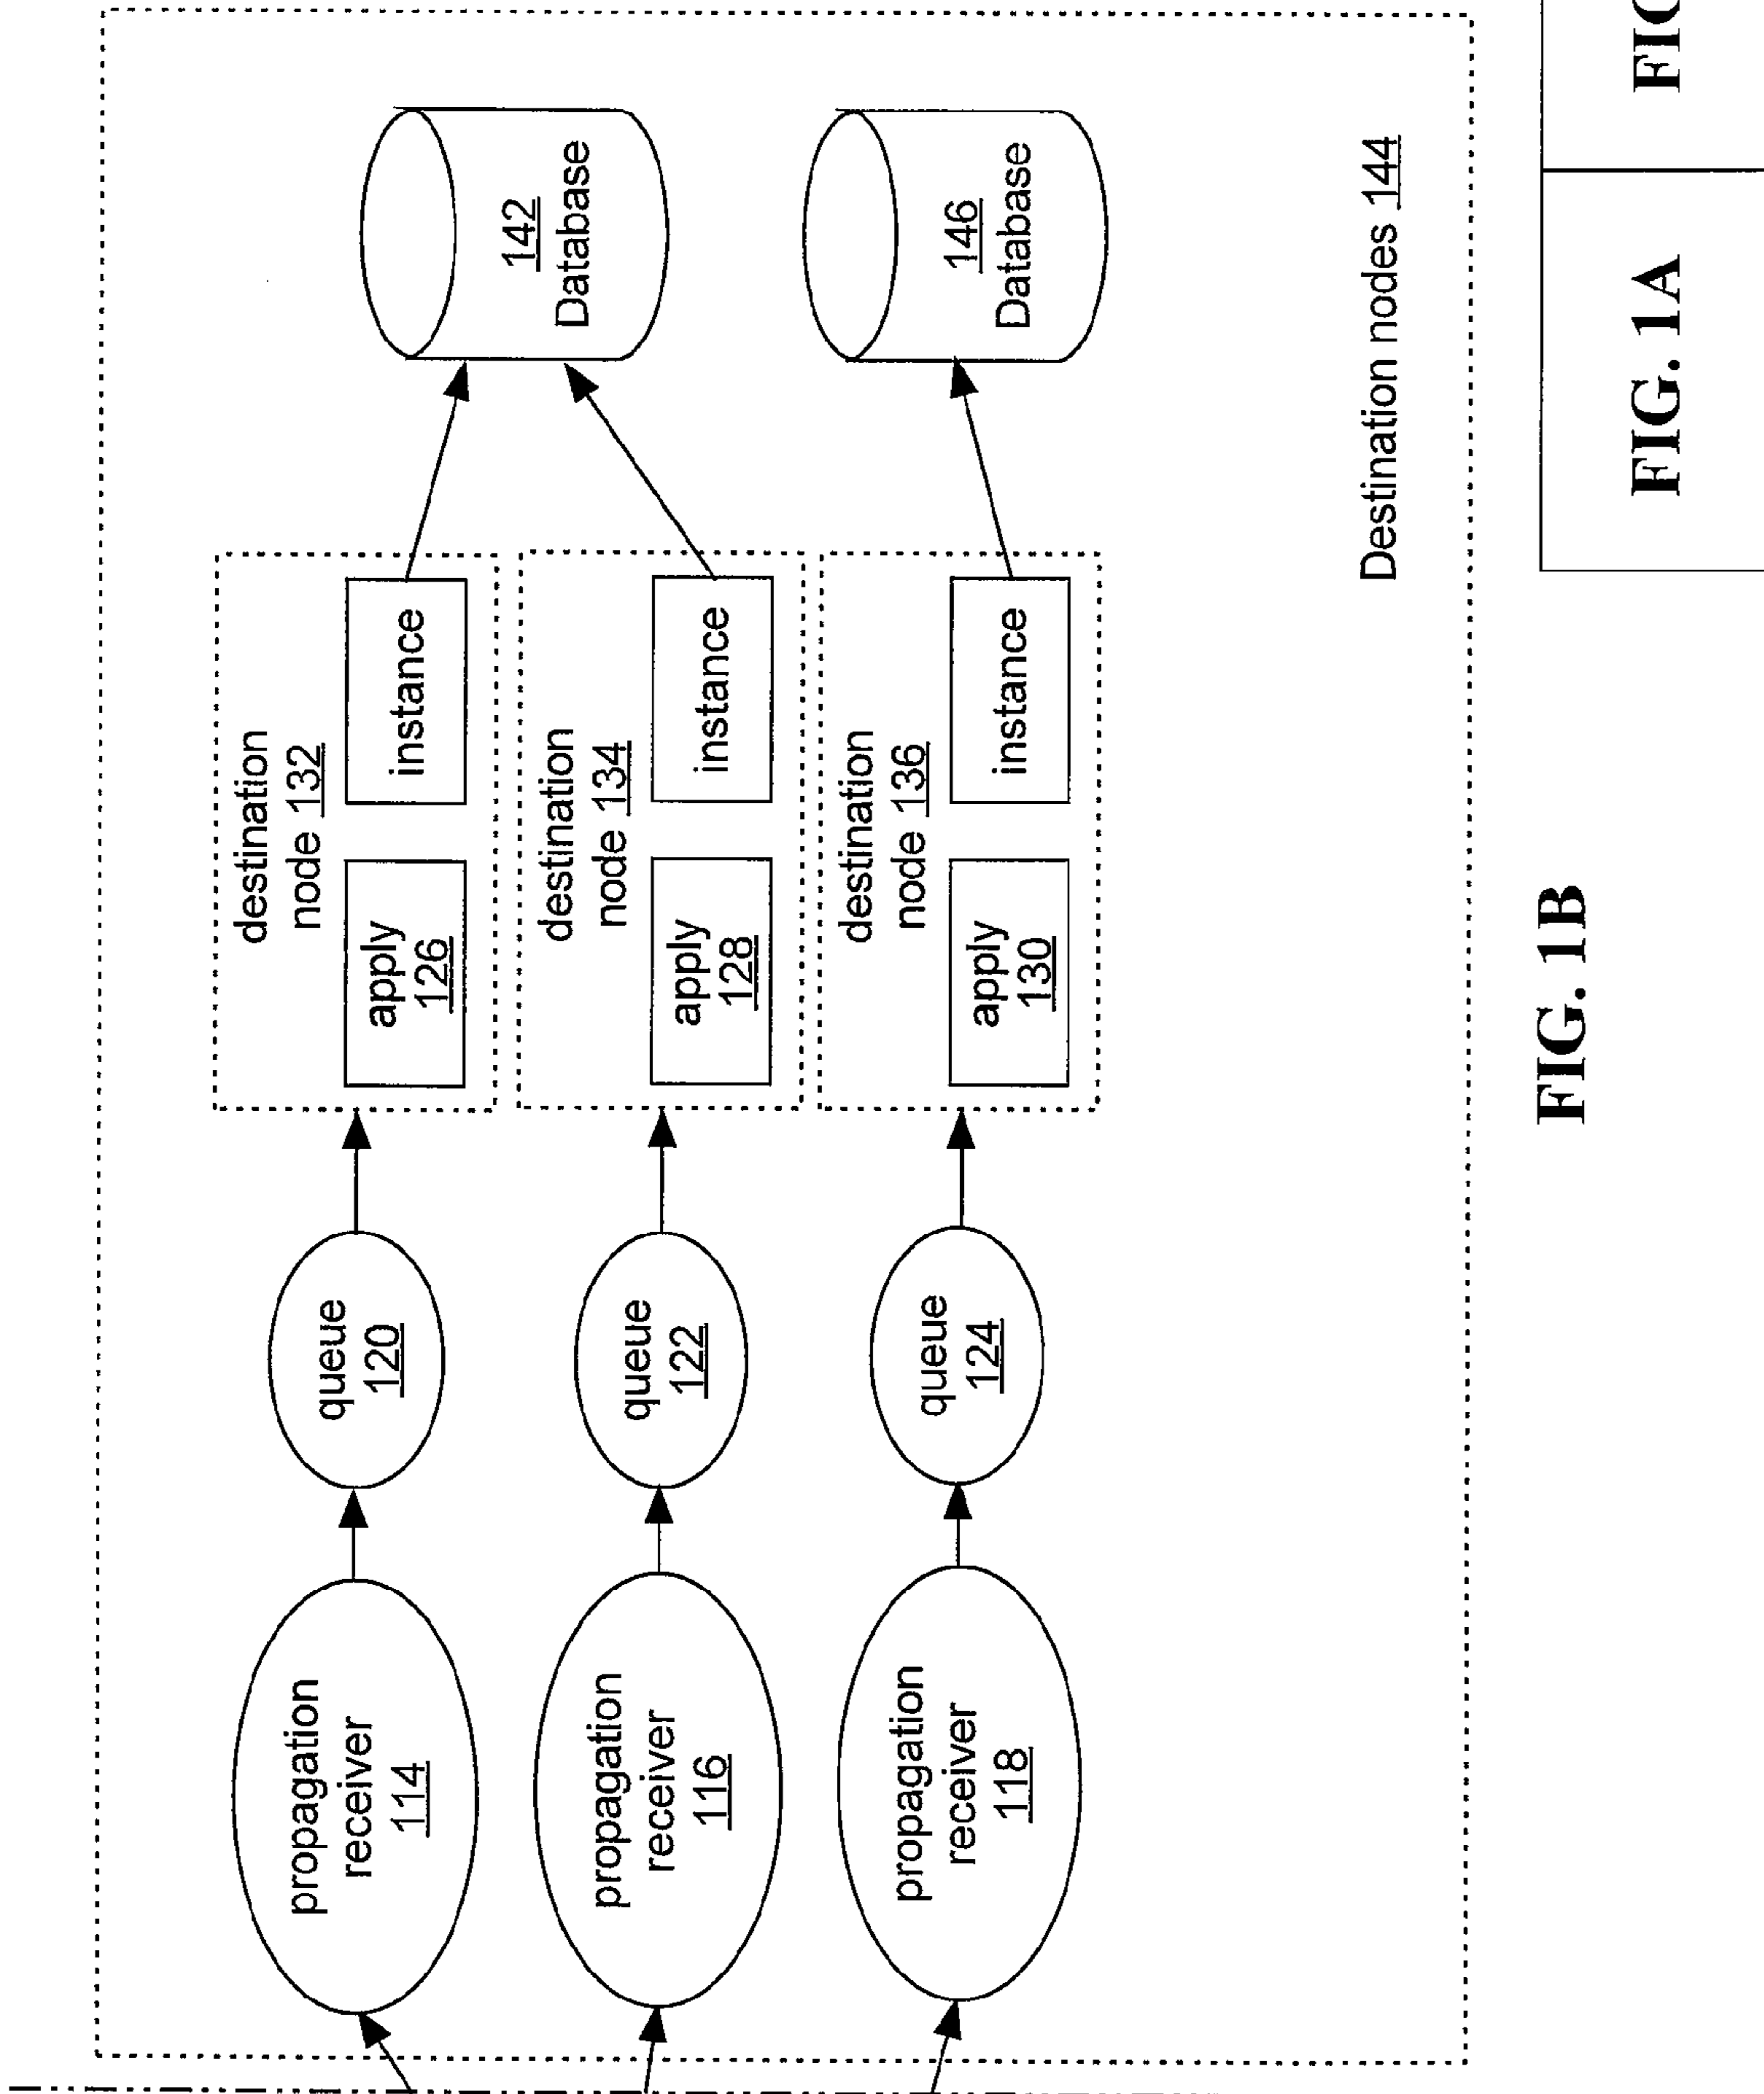 propagation
receiver
114
queue
120
destination
node 132
apply
126
instance
142
Database
propagation
receiver
116
queue
122
destination
node 134
apply
128
instance
propagation
receiver
118
queue
124
destination
node 136
apply
130
instance
146
Database
Destination nodes 144
FIG. 1B
FIG. 1A